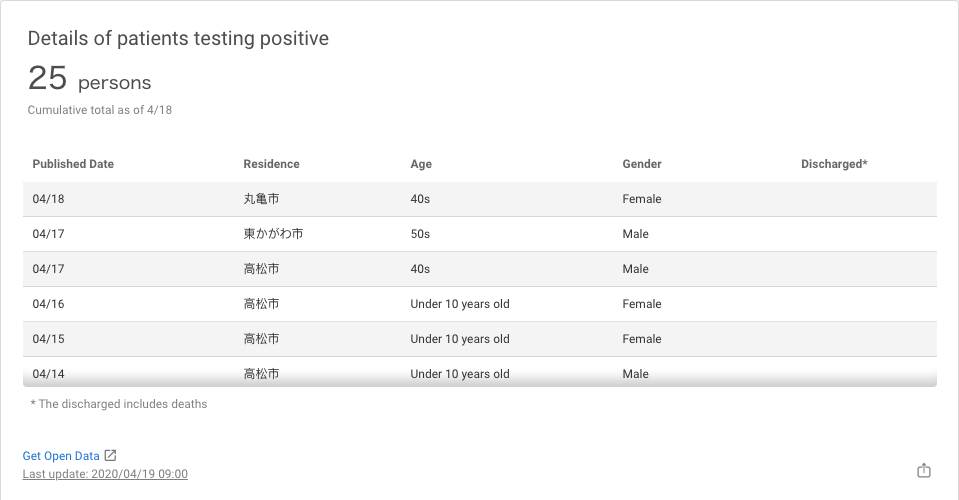 Details of patients testing positive
25 persons
Cumulative total as of 4/18
Published Date Residence Age Gender Discharged*
04/18 丸亀市 40s Female
04/17 東かがわ市 50s Male
04/17 高松市 40s Male
04/16 高松市 Under 10 years old Female
04/15 高松市 Under 10 years old Female
04/14 高松市 Under 10 years old Male
* The discharged includes deaths
Get Open Data
Last update: 2020/04/19 09:00